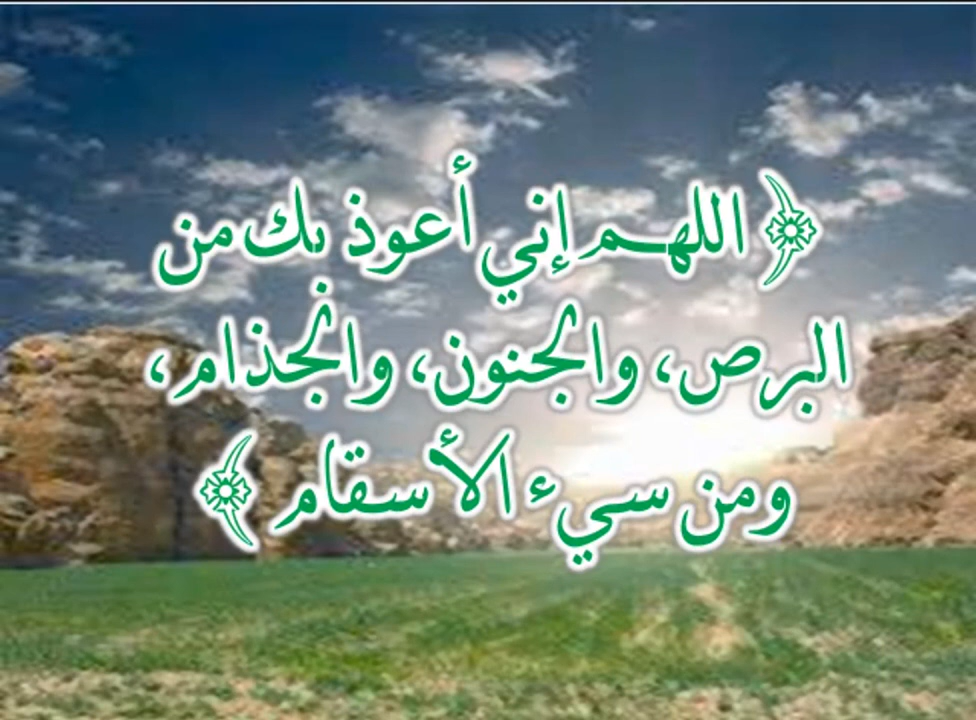 ﴿ اللهم إني أعوذ بك من
البرص، والجنون، والجذام،
ومن سيء الأسقام ﴾